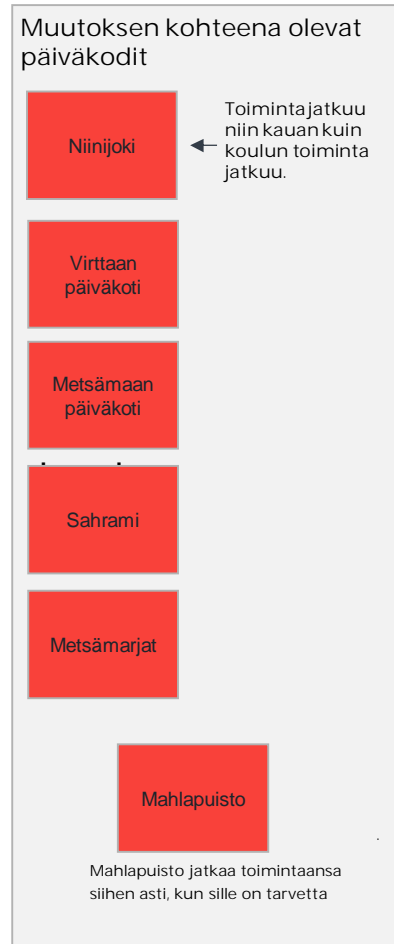 Muutoksen kohteena olevat
päiväkodit
Niinijoki
Toiminta jatkuu
niin kauan kuin
koulun toiminta
jatkuu.
Virttaan
päiväkoti
Metsämaan
päiväkoti
Sahrami
Metsämarjat
Mahlapuisto
.
Mahlapuisto jatkaa toimintaansa
siihen asti, kun sille on tarvetta